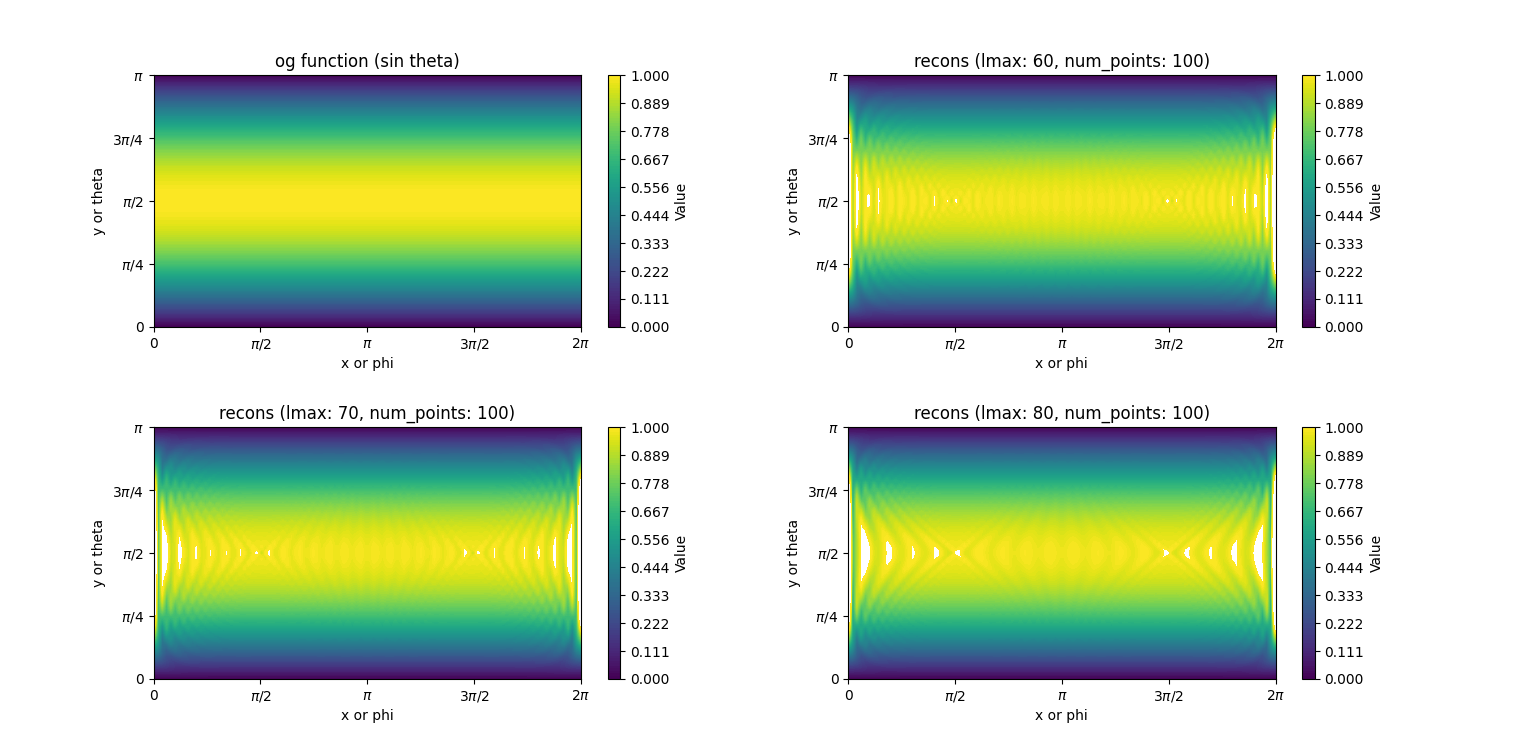 og function (sin theta)
π
3π/4
π/2
π/4
0
y or theta
0
π/2
π
3π/2
2π
x or phi
1.000
0.889
0.778
0.667
0.556
0.444
0.333
0.222
0.111
0.000
Value
recons (lmax: 60, num_points: 100)
π
3π/4
π/2
π/4
0
y or theta
0
π/2
π
3π/2
2π
x or phi
1.000
0.889
0.778
0.667
0.556
0.444
0.333
0.222
0.111
0.000
Value
recons (lmax: 70, num_points: 100)
π
3π/4
π/2
π/4
0
y or theta
0
π/2
π
3π/2
2π
x or phi
1.000
0.889
0.778
0.667
0.556
0.444
0.333
0.222
0.111
0.000
Value
recons (lmax: 80, num_points: 100)
π
3π/4
π/2
π/4
0
y or theta
0
π/2
π
3π/2
2π
x or phi
1.000
0.889
0.778
0.667
0.556
0.444
0.333
0.222
0.111
0.000
Value